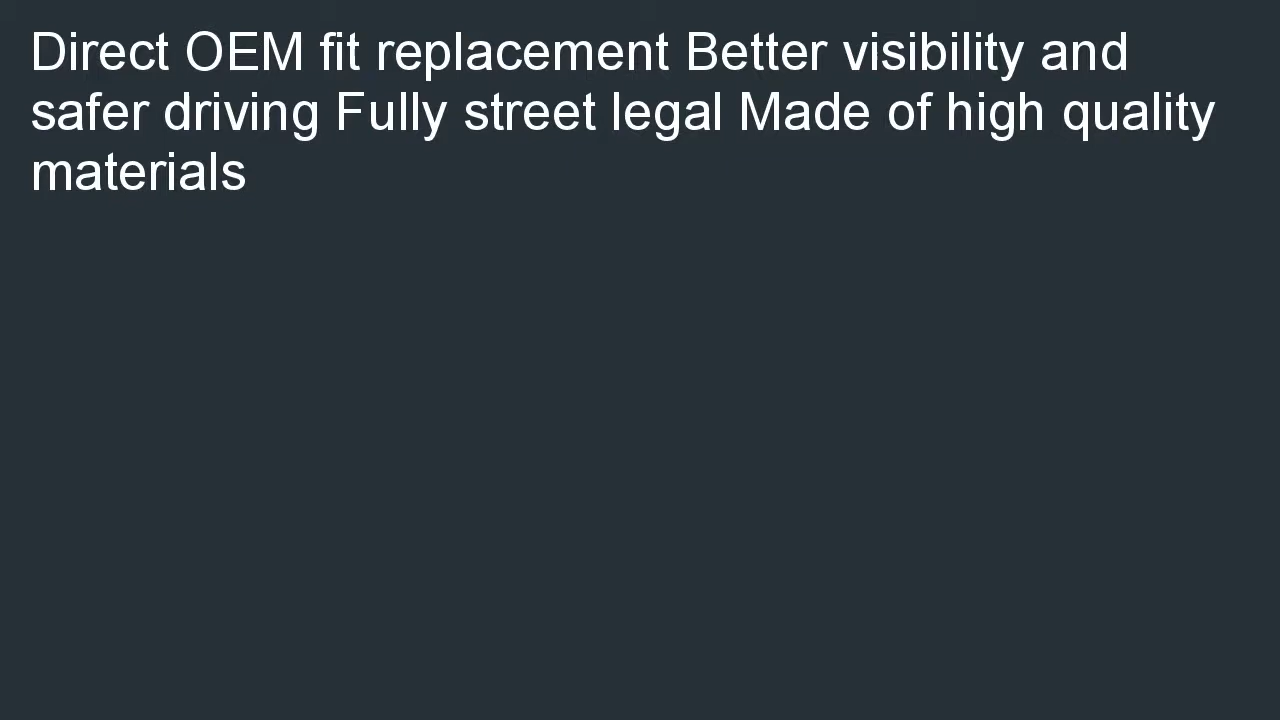 Direct OEM fit replacement Better visibility and
safer driving Fully street legal Made of high quality
materials